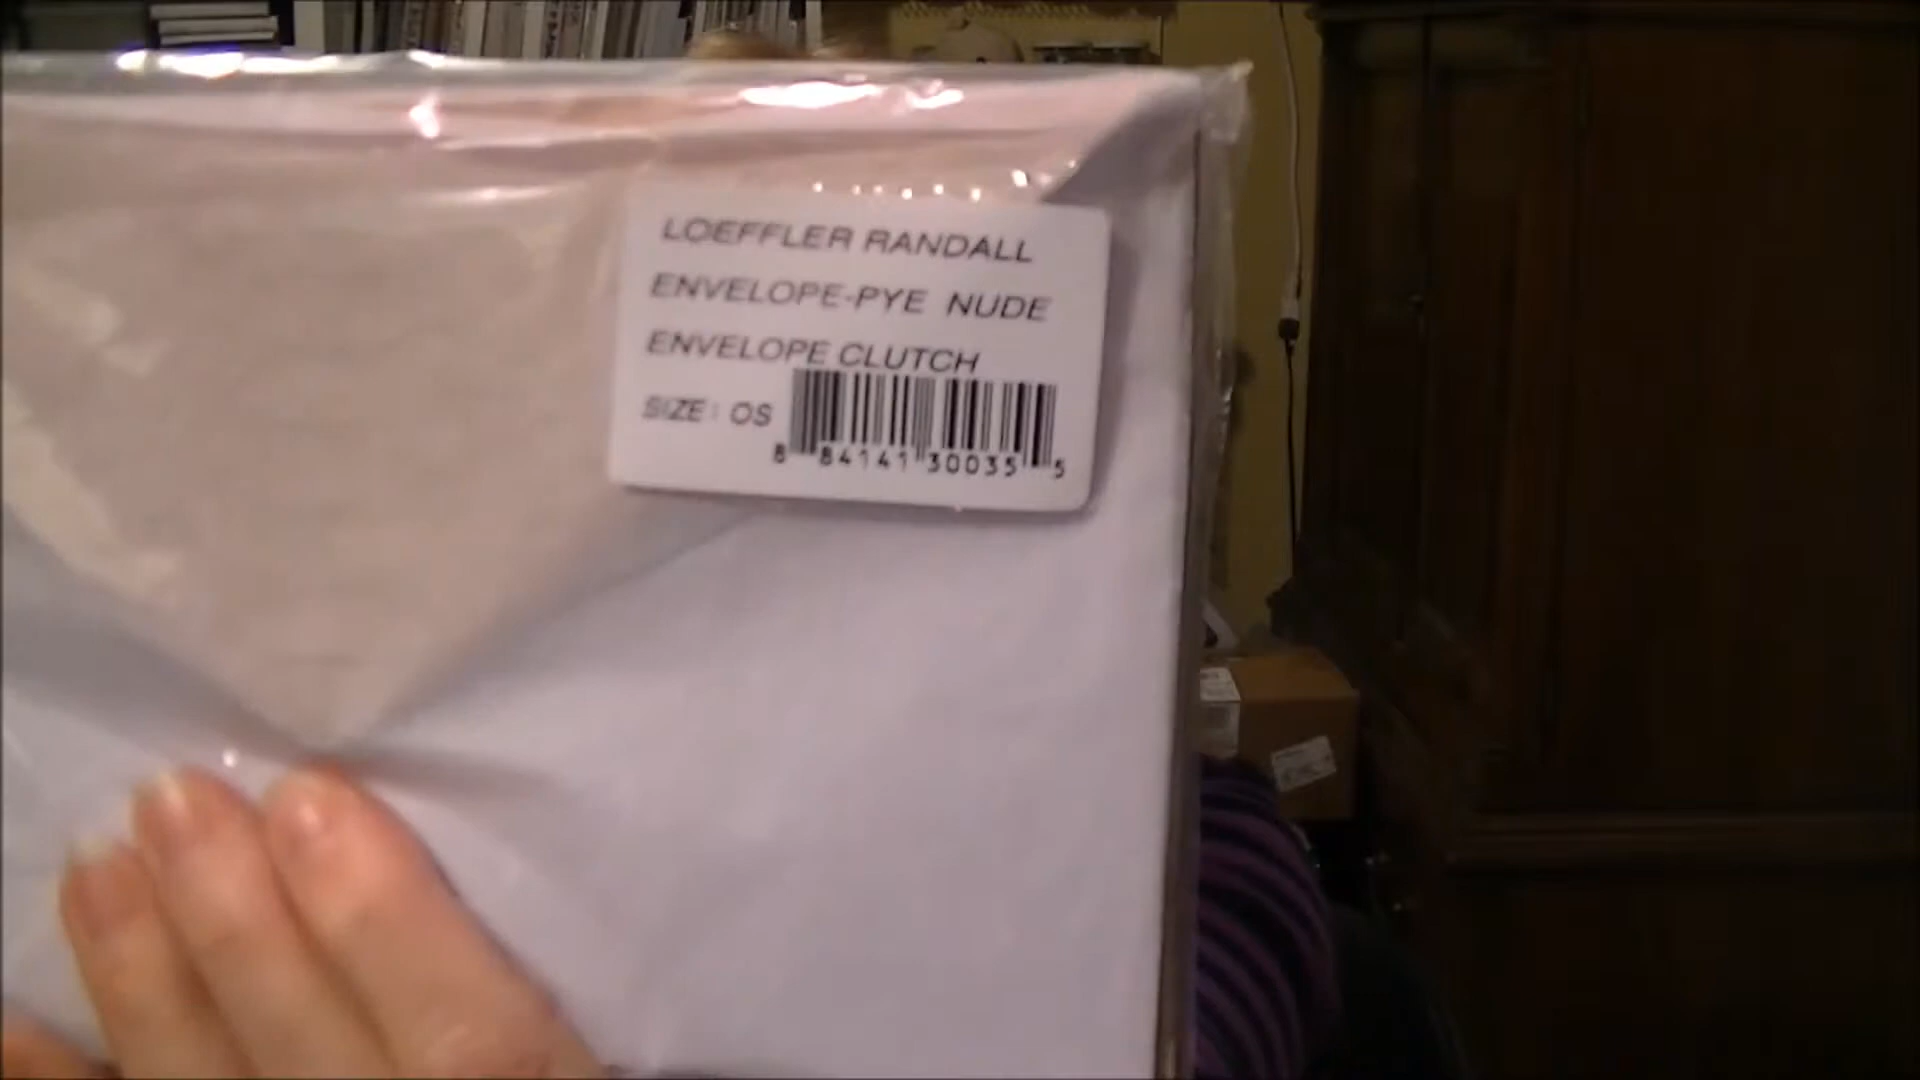 LOEFFLER RANDALL
ENVELOPE-PYE NUDE
ENVELOPE CLUTCH
SIZE: OS
8 84141 30035 5